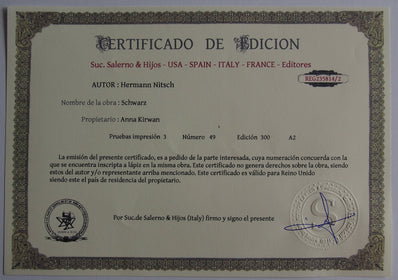 CERTIFICADO DE EDICION
Suc. Salerno & Hijos - USA - SPAIN - ITALY - FRANCE - Editores
REG235814/2
AUTOR : Hermann Nitsch
Nombre de la obra : Schwarz
Propietario : Anna Kirwan
Pruebas impresión 3 Número 49 Edición 300 A2
La emisión del presente certificado, es a pedido de la parte interesada, cuya numeración concuerda con la
que se encuentra inscripta a lápiz en la misma obra. Este certificado no genera derechos sobre la obra, siendo
estos del autor y/o representante arriba mencionado. Este certificado es válido para Reino Unido
siendo este el país de residencia del propietario.
Por Suc.de Salerno & Hijos (Italy) firmo y signo el presente